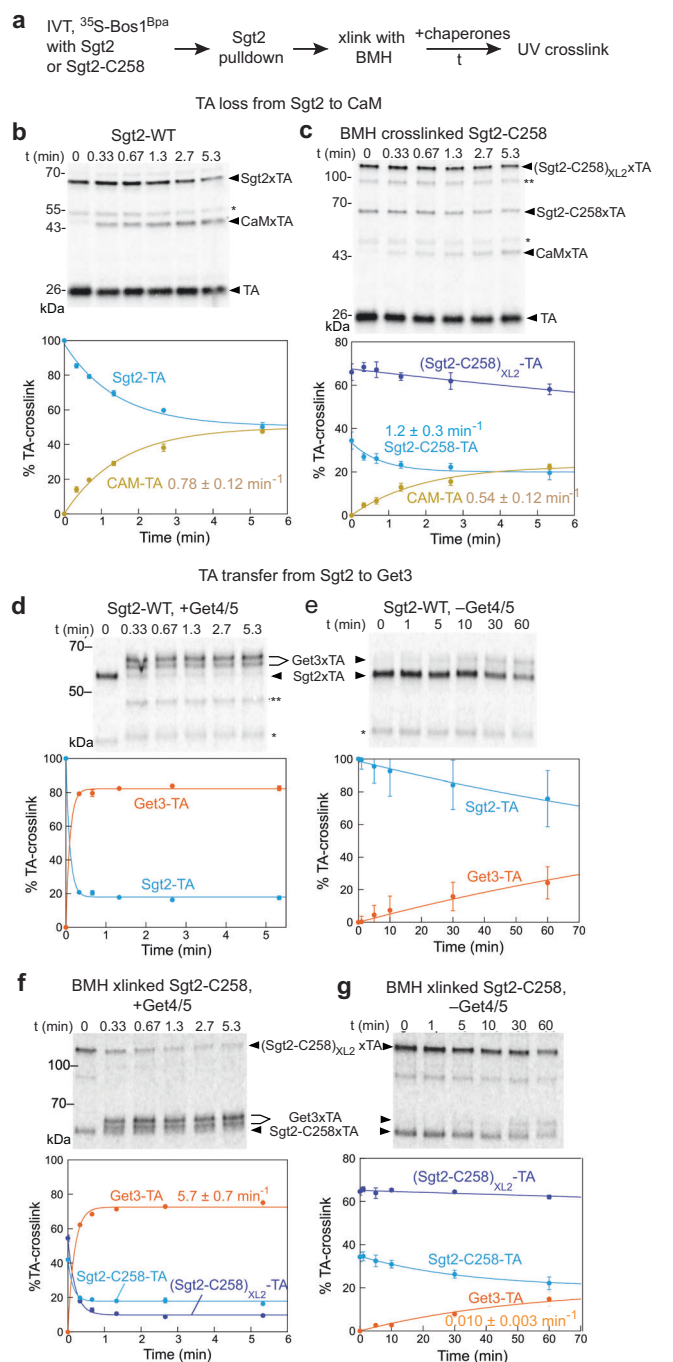 a
IVT, ³⁵S-Bos1ᴮᵖᵃ
with Sgt2
or Sgt2-C258
Sgt2
pulldown
xlink with
BMH
+chaperones
t
UV crosslink
TA loss from Sgt2 to CaM
b
Sgt2-WT
t (min) 0 0.33 0.67 1.3 2.7 5.3
70-
55-
43-
26-
kDa
Sgt2xTA
*
CaMxTA
TA
% TA-crosslink
100
80
60
40
20
0
Sgt2-TA
CAM-TA 0.78 ± 0.12 min⁻¹
0 1 2 3 4 5 6
Time (min)
c
BMH crosslinked Sgt2-C258
t (min) 0 0.33 0.67 1.3 2.7 5.3
100-
70-
43-
26-
kDa
(Sgt2-C258)XL2xTA
**
Sgt2-C258xTA
*
CaMxTA
TA
% TA-crosslink
80
60
40
20
0
(Sgt2-C258)XL2-TA
1.2 ± 0.3 min⁻¹
Sgt2-C258-TA
CAM-TA 0.54 ± 0.12 min⁻¹
0 1 2 3 4 5 6
Time (min)
TA transfer from Sgt2 to Get3
d
Sgt2-WT, +Get4/5
t (min) 0 0.33 0.67 1.3 2.7 5.3
70-
50-
kDa
Get3xTA
Sgt2xTA
**
*
% TA-crosslink
100
80
60
40
20
0
Get3-TA
Sgt2-TA
0 1 2 3 4 5
Time (min)
e
Sgt2-WT, –Get4/5
t (min) 0 1 5 10 30 60
*
% TA-crosslink
100
80
60
40
20
0
Sgt2-TA
Get3-TA
0 10 20 30 40 50 60 70
Time (min)
f
BMH xlinked Sgt2-C258,
+Get4/5
t (min) 0 0.33 0.67 1.3 2.7 5.3
100-
70-
kDa
(Sgt2-C258)XL2 xTA
Get3xTA
Sgt2-C258xTA
%TA-crosslink
100
80
60
40
20
0
Get3-TA 5.7 ± 0.7 min⁻¹
Sgt2-C258-TA
(Sgt2-C258)XL2-TA
0 1 2 3 4 5 6
Time (min)
g
BMH xlinked Sgt2-C258,
–Get4/5
t (min) 0 1 5 10 30 60
% TA-crosslink
80
60
40
20
0
(Sgt2-C258)XL2-TA
Sgt2-C258-TA
Get3-TA
0.010 ± 0.003 min⁻¹
0 10 20 30 40 50 60 70
Time (min)